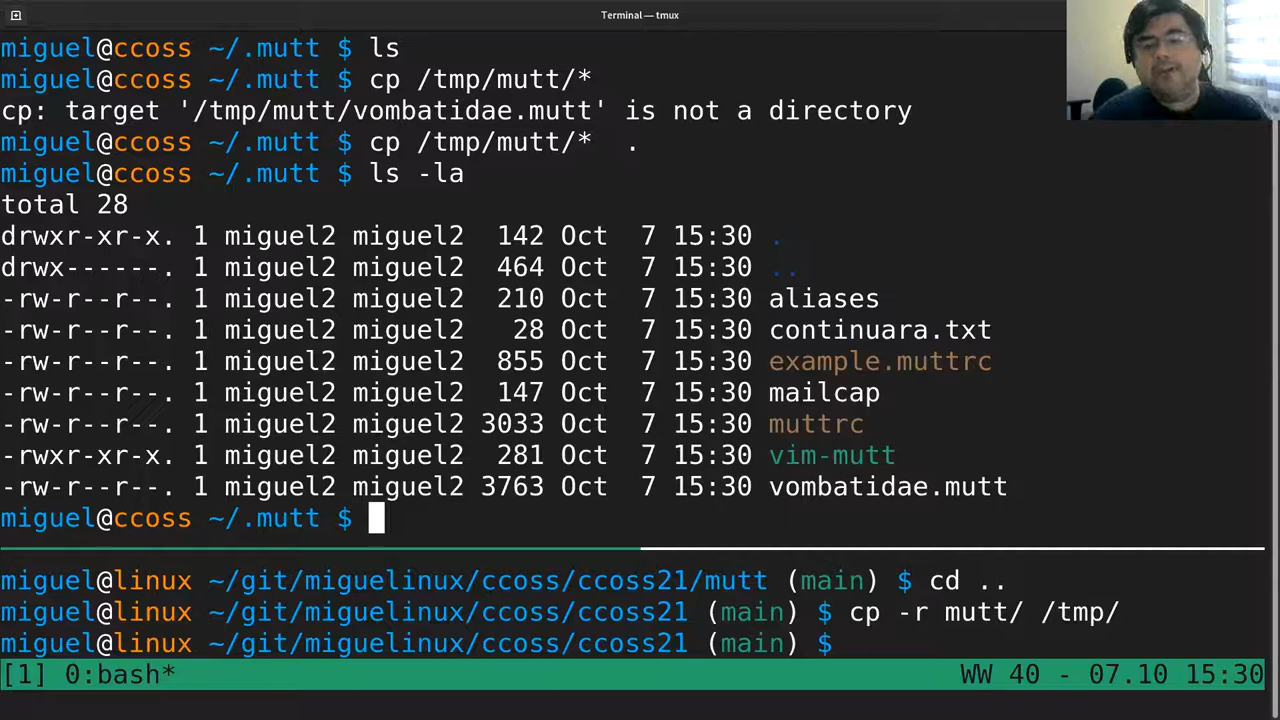 Terminal — tmux
miguel@ccoss ~/.mutt $ ls
miguel@ccoss ~/.mutt $ cp /tmp/mutt/*
cp: target '/tmp/mutt/vombatidae.mutt' is not a directory
miguel@ccoss ~/.mutt $ cp /tmp/mutt/*  .
miguel@ccoss ~/.mutt $ ls -la
total 28
drwxr-xr-x. 1 miguel2 miguel2  142 Oct  7 15:30 .
drwx------. 1 miguel2 miguel2  464 Oct  7 15:30 ..
-rw-r--r--. 1 miguel2 miguel2  210 Oct  7 15:30 aliases
-rw-r--r--. 1 miguel2 miguel2   28 Oct  7 15:30 continuara.txt
-rw-r--r--. 1 miguel2 miguel2  855 Oct  7 15:30 example.muttrc
-rw-r--r--. 1 miguel2 miguel2  147 Oct  7 15:30 mailcap
-rw-r--r--. 1 miguel2 miguel2 3033 Oct  7 15:30 muttrc
-rwxr-xr-x. 1 miguel2 miguel2  281 Oct  7 15:30 vim-mutt
-rw-r--r--. 1 miguel2 miguel2 3763 Oct  7 15:30 vombatidae.mutt
miguel@ccoss ~/.mutt $
miguel@linux ~/git/miguelinux/ccoss/ccoss21/mutt (main) $ cd ..
miguel@linux ~/git/miguelinux/ccoss/ccoss21 (main) $ cp -r mutt/ /tmp/
miguel@linux ~/git/miguelinux/ccoss/ccoss21 (main) $
[1] 0:bash* WW 40 - 07.10 15:30